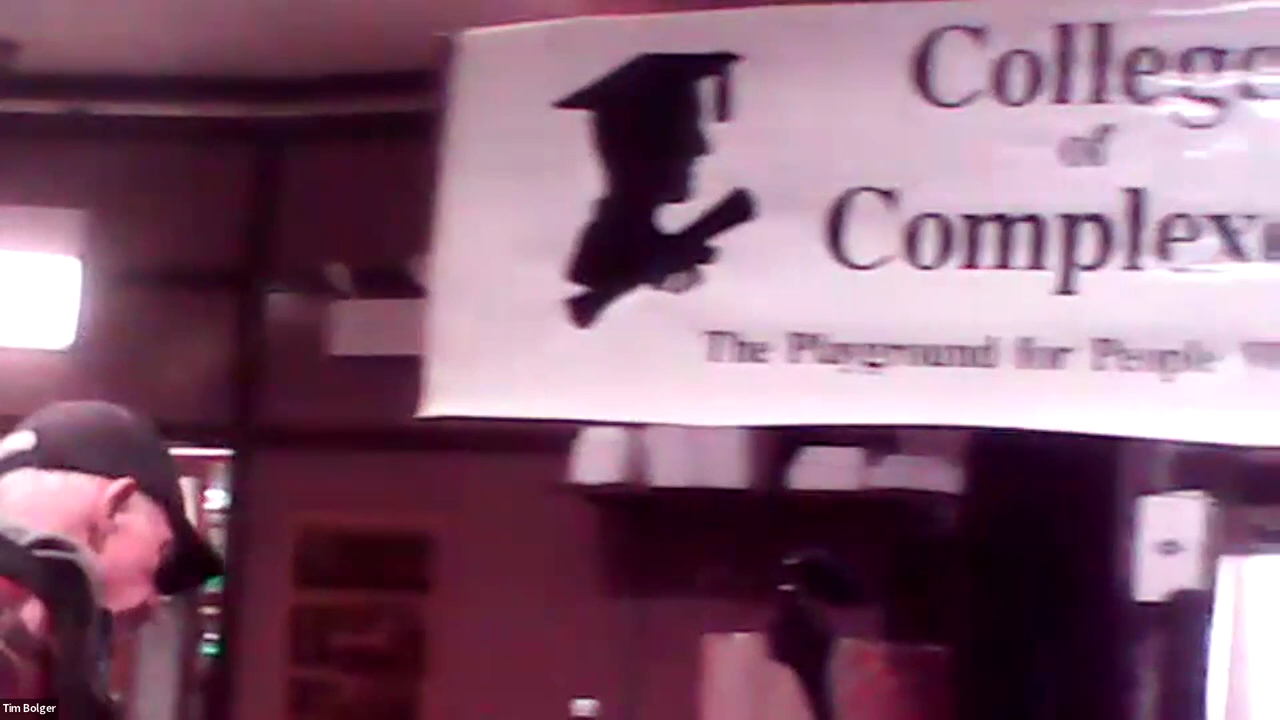 College
of
Complex
The Playground for People
Tim Bolger